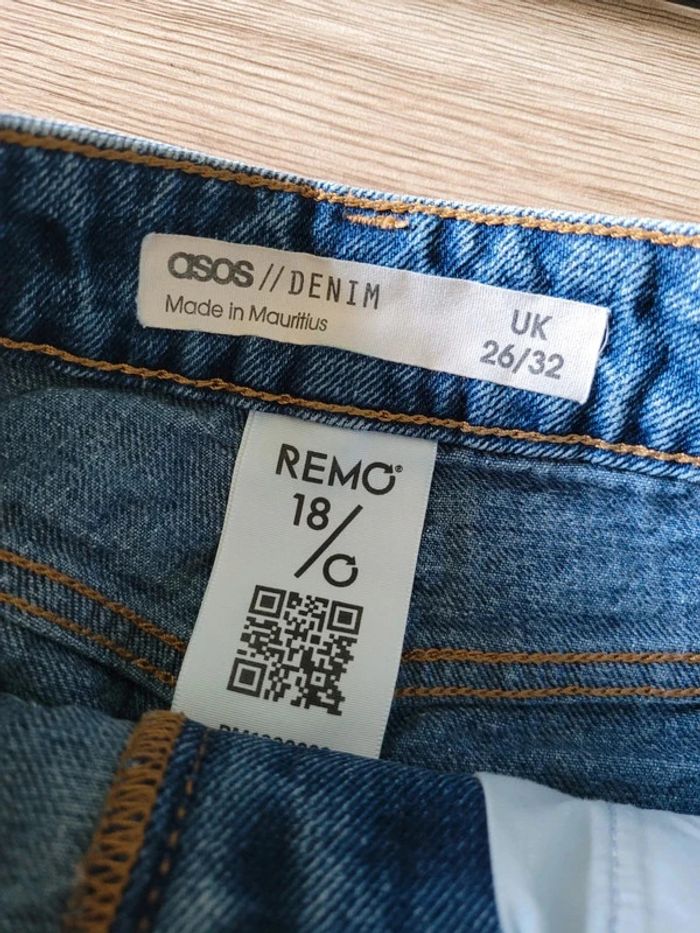 asos // DENIM
Made in Mauritius
UK
26/32
REMO®
18/